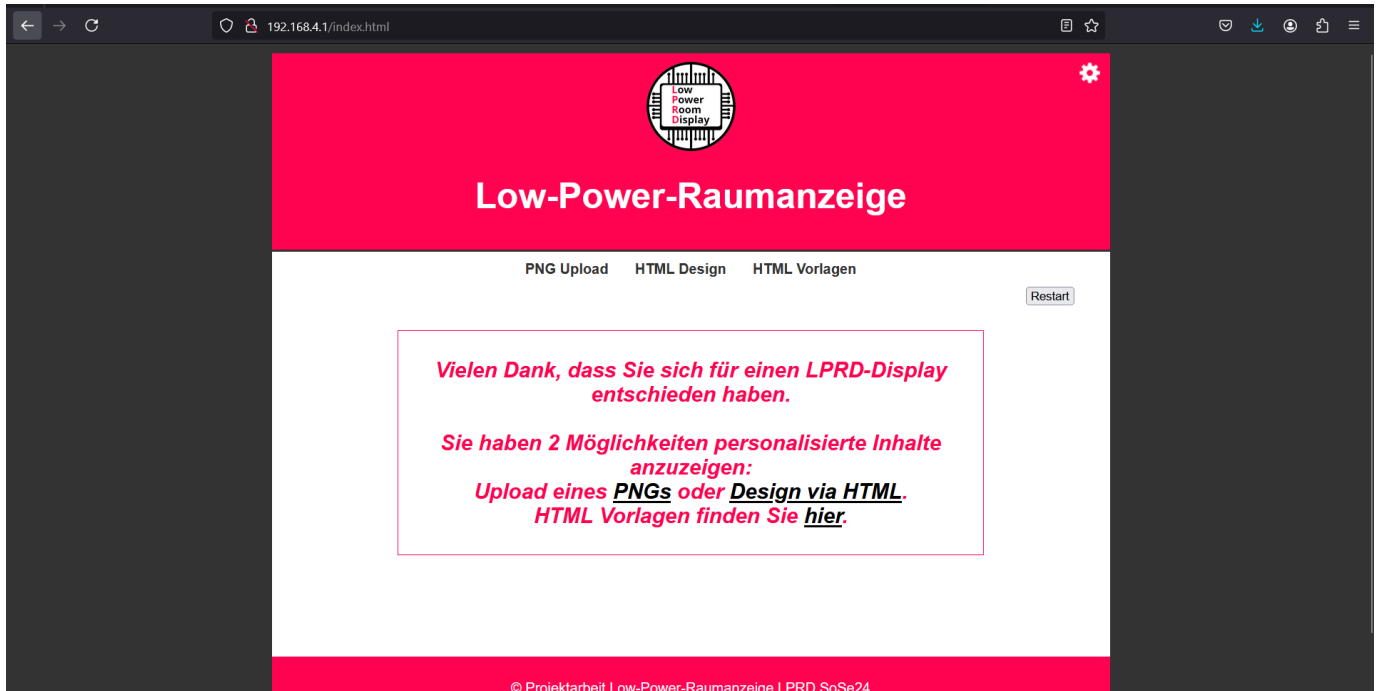 192.168.4.1/index.html
Low
Power
Room
Display
Low-Power-Raumanzeige
PNG Upload HTML Design HTML Vorlagen
Restart
Vielen Dank, dass Sie sich für einen LPRD-Display
entschieden haben.
Sie haben 2 Möglichkeiten personalisierte Inhalte
anzuzeigen:
Upload eines PNGs oder Design via HTML.
HTML Vorlagen finden Sie hier.
© Projektarbeit Low-Power-Raumanzeige LPRD SoSe24